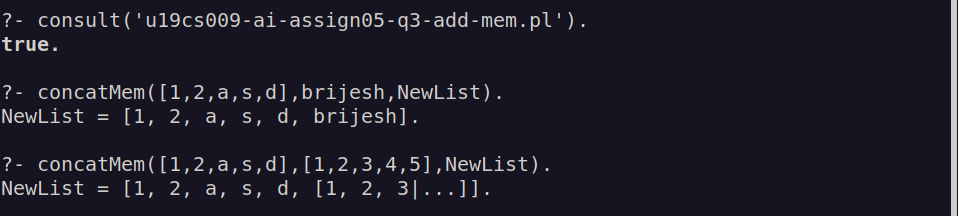 ?- consult('u19cs009-ai-assign05-q3-add-mem.pl').
true.
?- concatMem([1,2,a,s,d],brijesh,NewList).
NewList = [1, 2, a, s, d, brijesh].
?- concatMem([1,2,a,s,d],[1,2,3,4,5],NewList).
NewList = [1, 2, a, s, d, [1, 2, 3|...]].